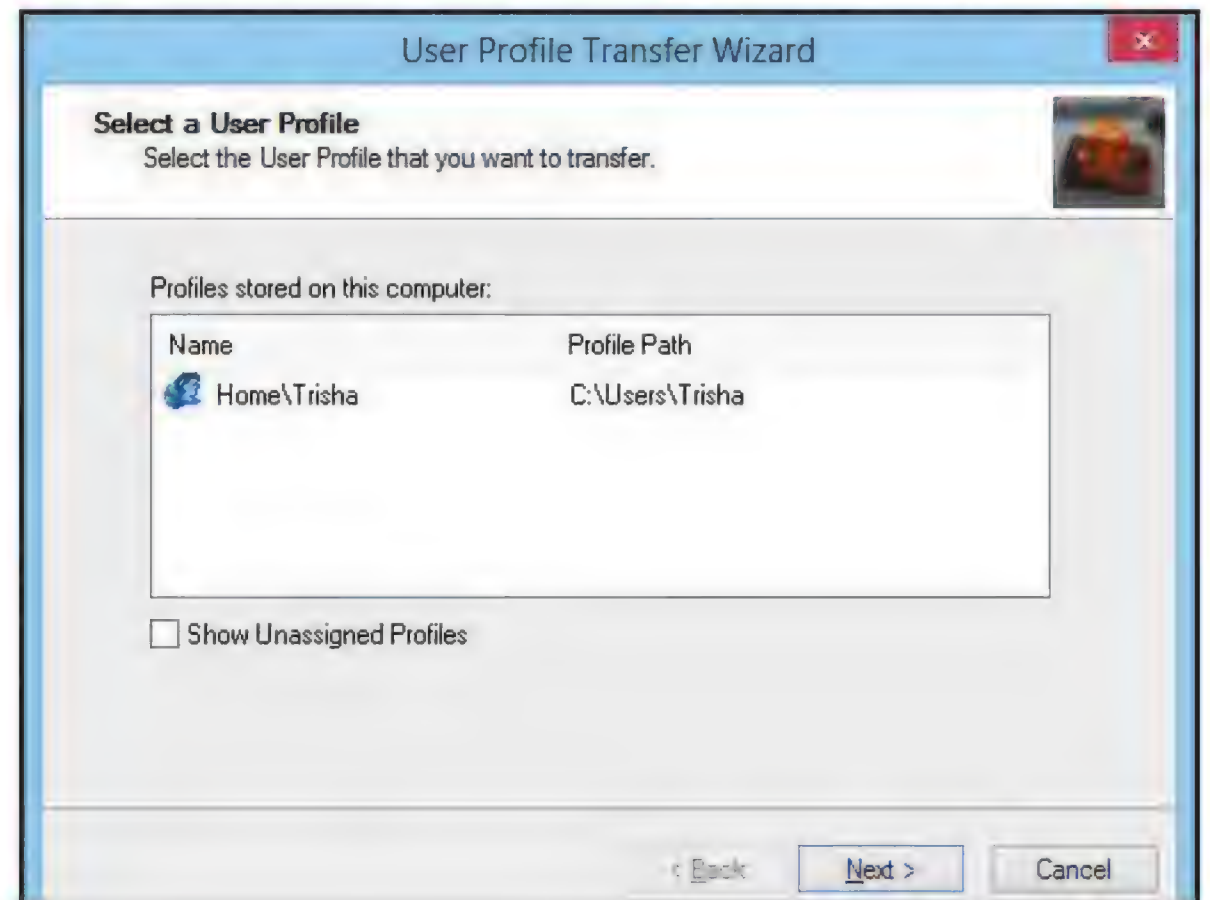 User Profile Transfer Wizard
Select a User Profile
Select the User Profile that you want to transfer.
Profiles stored on this computer:
Name Profile Path
Home\Trisha C:\Users\Trisha
Show Unassigned Profiles
< Back Next > Cancel